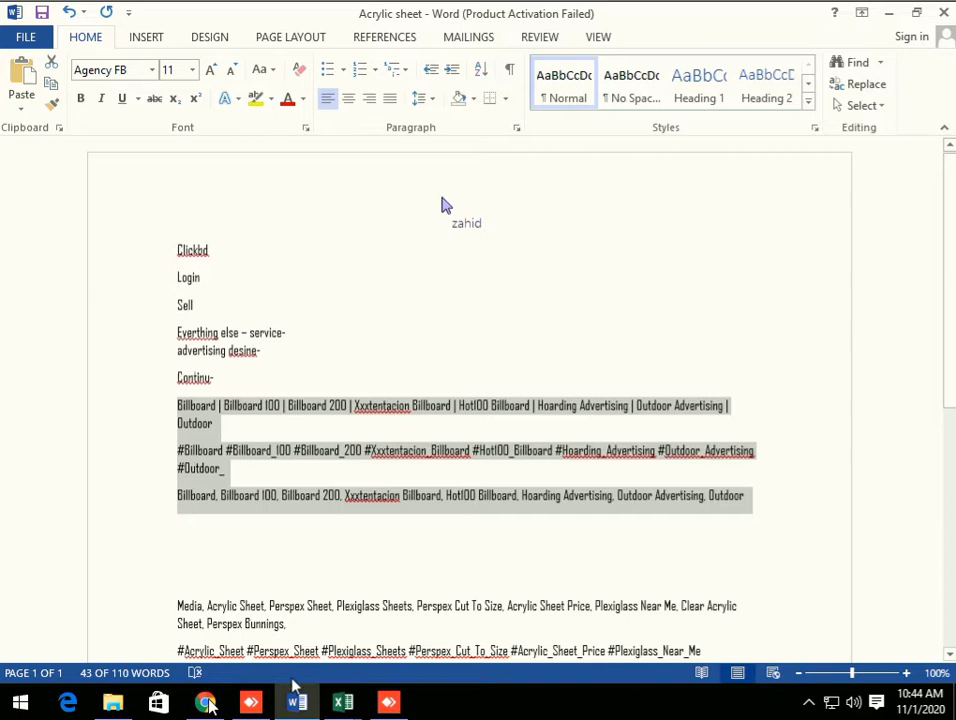 Acrylic sheet - Word (Product Activation Failed)
FILE HOME INSERT DESIGN PAGE LAYOUT REFERENCES MAILINGS REVIEW VIEW Sign in
Paste
Agency FB 11
AaBbCcDc AaBbCcDc AaBbC AaBbCcD
¶ Normal ¶ No Spac... Heading 1 Heading 2
Find
Replace
Select
Clipboard Font Paragraph Styles Editing
zahid
Clickbd
Login
Sell
Everthing else – service-
advertising desine-
Continu-
Billboard | Billboard 100 | Billboard 200 | Xxxtentacion Billboard | Hot100 Billboard | Hoarding Advertising | Outdoor Advertising |
Outdoor
#Billboard #Billboard_100 #Billboard_200 #Xxxtentacion_Billboard #Hot100_Billboard #Hoarding_Advertising #Outdoor_Advertising
#Outdoor_
Billboard, Billboard 100, Billboard 200, Xxxtentacion Billboard, Hot100 Billboard, Hoarding Advertising, Outdoor Advertising, Outdoor
Media, Acrylic Sheet, Perspex Sheet, Plexiglass Sheets, Perspex Cut To Size, Acrylic Sheet Price, Plexiglass Near Me, Clear Acrylic
Sheet, Perspex Bunnings,
#Acrylic_Sheet #Perspex_Sheet #Plexiglass_Sheets #Perspex_Cut_To_Size #Acrylic_Sheet_Price #Plexiglass_Near_Me
PAGE 1 OF 1 43 OF 110 WORDS 100%
10:44 AM
11/1/2020